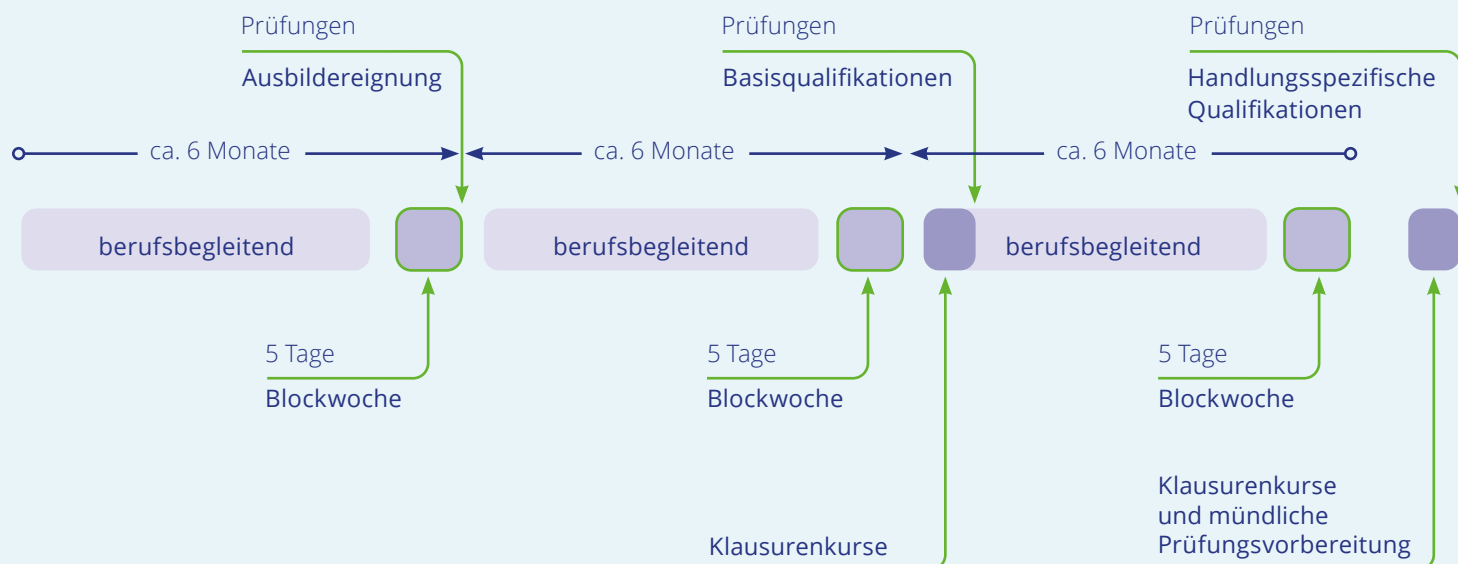 Prüfungen
Ausbildereignung
Prüfungen
Basisqualifikationen
Prüfungen
Handlungsspezifische
Qualifikationen
ca. 6 Monate
ca. 6 Monate
ca. 6 Monate
berufsbegleitend
berufsbegleitend
berufsbegleitend
5 Tage
Blockwoche
5 Tage
Blockwoche
5 Tage
Blockwoche
Klausurenkurse
Klausurenkurse
und mündliche
Prüfungsvorbereitung